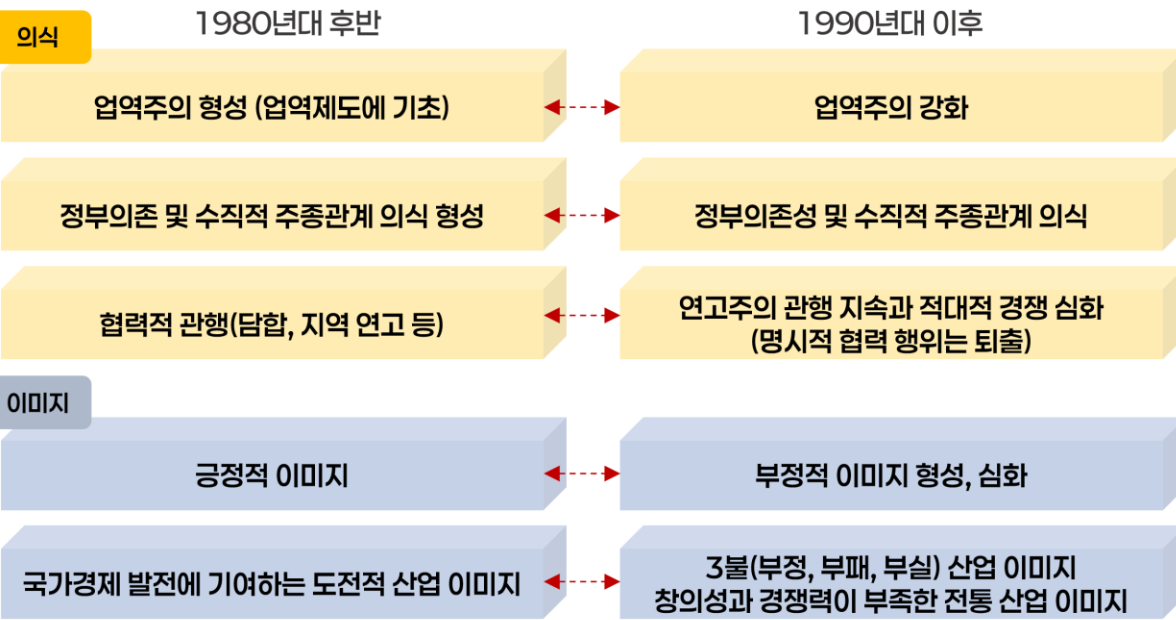 의식
1980년대 후반
1990년대 이후
업역주의 형성 (업역제도에 기초)
업역주의 강화
정부의존 및 수직적 주종관계 의식 형성
정부의존성 및 수직적 주종관계 의식
협력적 관행(담합, 지역 연고 등)
연고주의 관행 지속과 적대적 경쟁 심화
(명시적 협력 행위는 퇴출)
이미지
긍정적 이미지
부정적 이미지 형성, 심화
국가경제 발전에 기여하는 도전적 산업 이미지
3불(부정, 부패, 부실) 산업 이미지
창의성과 경쟁력이 부족한 전통 산업 이미지